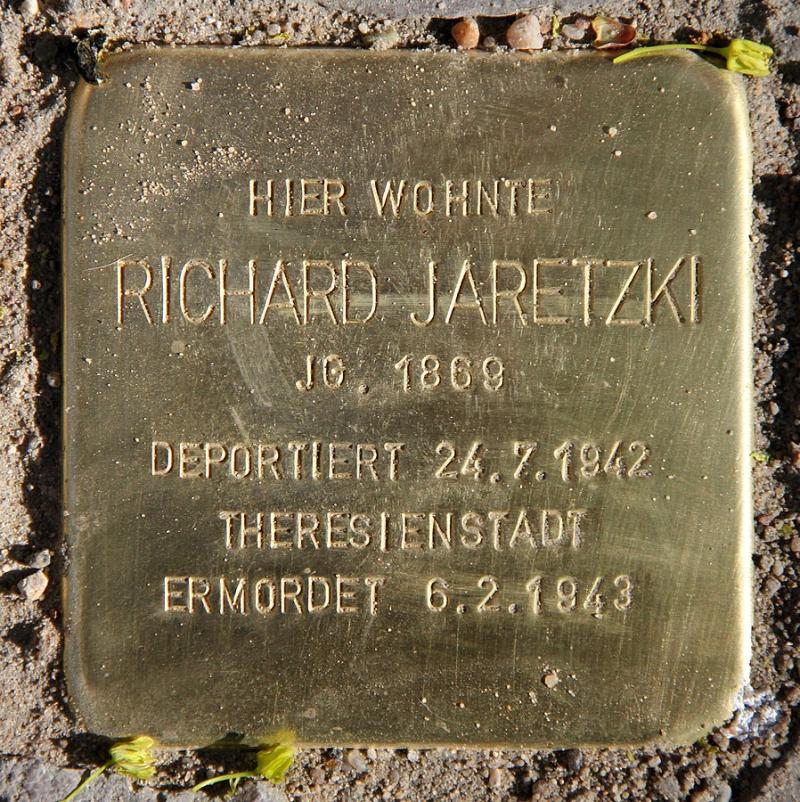 HIER WOHNTE
RICHARD JARETZKI
JG. 1869
DEPORTIERT 24.7.1942
THERESIENSTADT
ERMORDET 6.2.1943